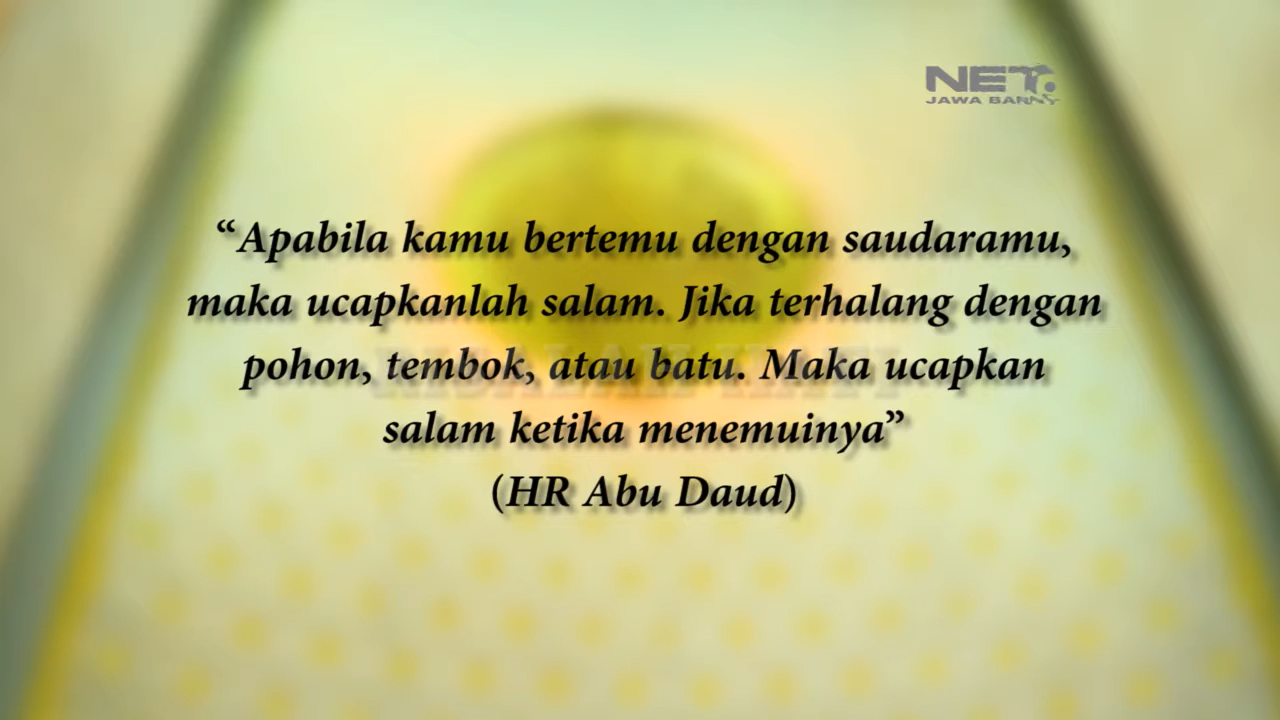 NET.
JAWA BARAT
“Apabila kamu bertemu dengan saudaramu,
maka ucapkanlah salam. Jika terhalang dengan
pohon, tembok, atau batu. Maka ucapkan
salam ketika menemuinya”
(HR Abu Daud)